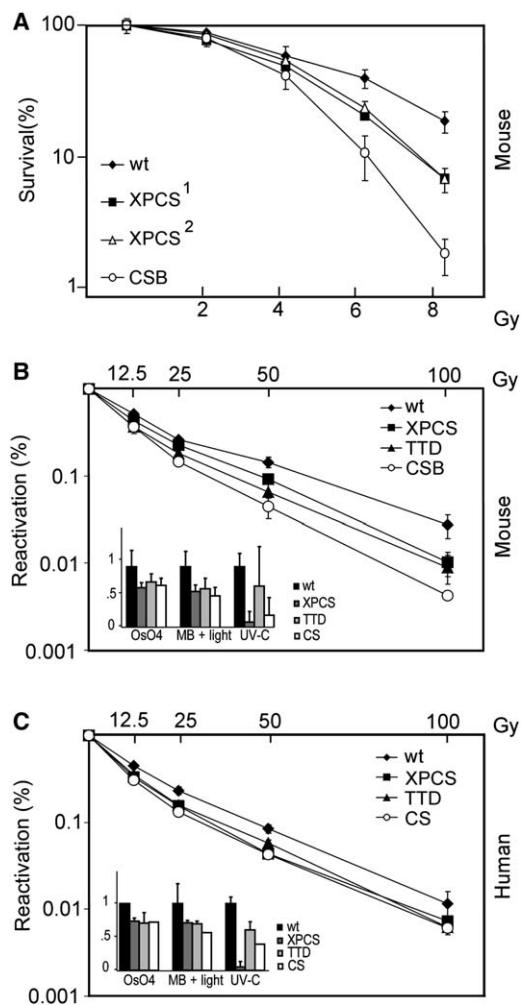 A
100
10
1
Survival(%)
wt
XPCS1
XPCS2
CSB
2 4 6 8
Gy
Mouse
B
12.5 25 50 100 Gy
0.1
0.01
0.001
Reactivation (%)
wt
XPCS
TTD
CSB
Mouse
1
.5
0
OsO4 MB + light UV-C
wt
XPCS
TTD
CS
C
12.5 25 50 100 Gy
0.1
0.01
0.001
Reactivation (%)
wt
XPCS
TTD
CS
Human
1
.5
0
OsO4 MB + light UV-C
wt
XPCS
TTD
CS